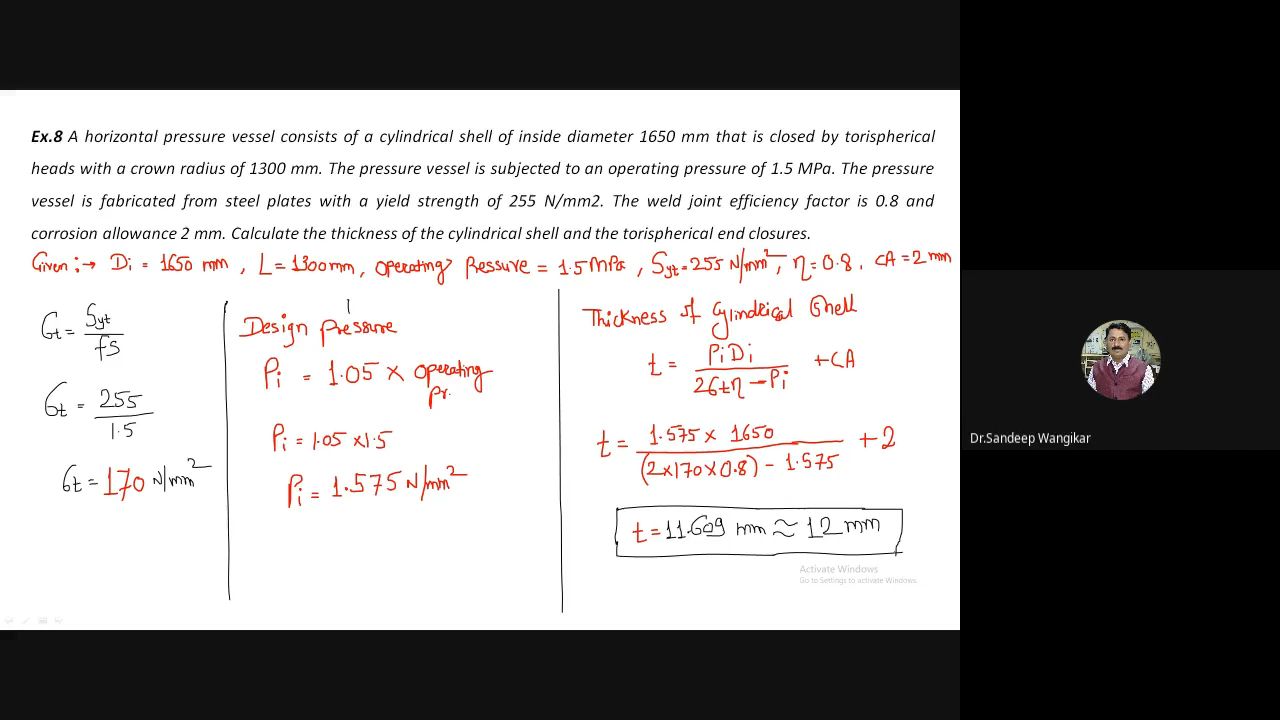 Ex.8 A horizontal pressure vessel consists of a cylindrical shell of inside diameter 1650 mm that is closed by torispherical
heads with a crown radius of 1300 mm. The pressure vessel is subjected to an operating pressure of 1.5 MPa. The pressure
vessel is fabricated from steel plates with a yield strength of 255 N/mm2. The weld joint efficiency factor is 0.8 and
corrosion allowance 2 mm. Calculate the thickness of the cylindrical shell and the torispherical end closures.
Given :→ Di = 1650 mm , L = 1300mm, operating Pressure = 1.5 MPa , Syt = 255 N/mm², η = 0.8 , CA = 2 mm
σt = Syt / fs
σt = 255 / 1.5
σt = 170 N/mm²
Design pressure
Pi = 1.05 × operating
Pr.
Pi = 1.05 × 1.5
Pi = 1.575 N/mm²
Thickness of Cylindrical Shell
t = PiDi / 2σtη − Pi + CA
t = 1.575 × 1650 / (2×170×0.8) − 1.575 + 2
t = 11.609 mm ≈ 12 mm
Activate Windows
Go to Settings to activate Windows.
Dr.Sandeep Wangikar